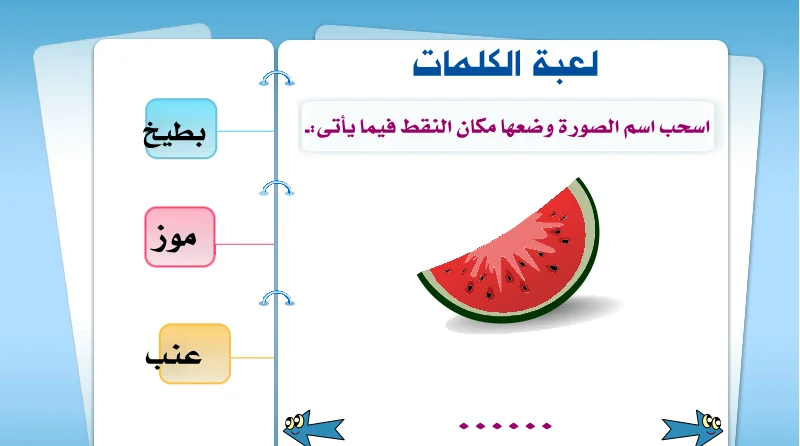 لعبة الكلمات
اسحب اسم الصورة وضعها مكان النقط فيما يأتى :ـ
بطيخ
موز
عنب